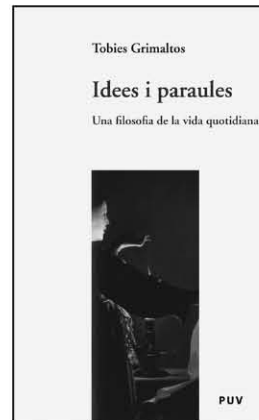 Tobies Grimaltos
Idees i paraules
Una filosofia de la vida quotidiana
PUV